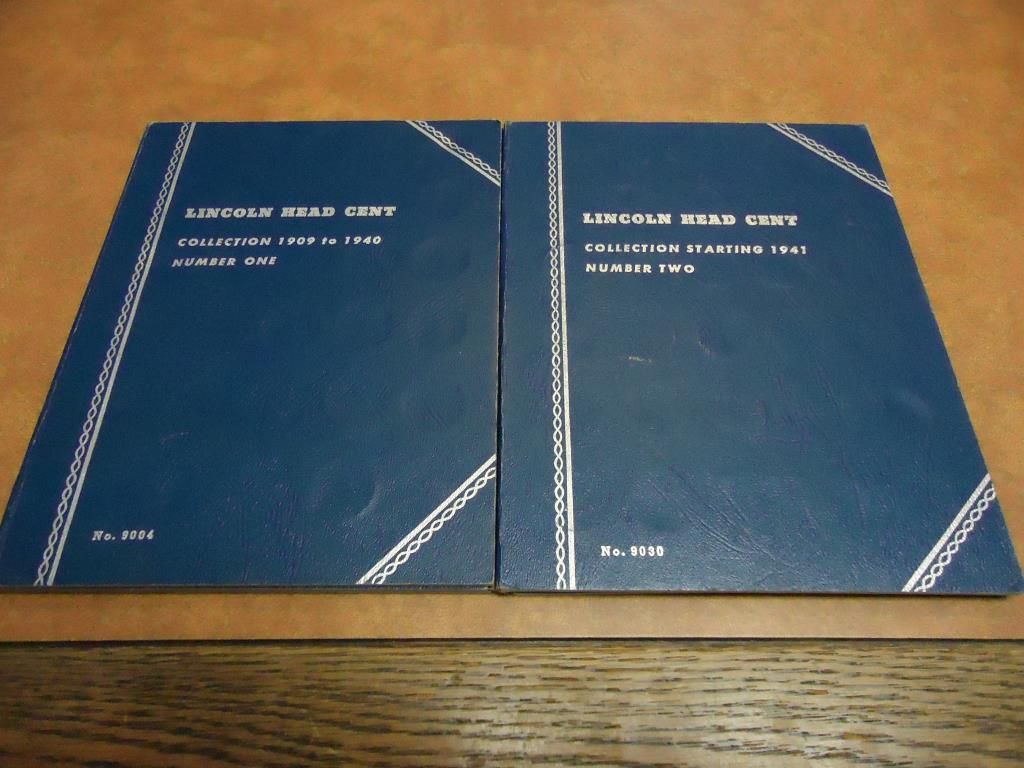 LINCOLN HEAD CENT
COLLECTION 1909 to 1940
NUMBER ONE
No. 9004
LINCOLN HEAD CENT
COLLECTION STARTING 1941
NUMBER TWO
No. 9030